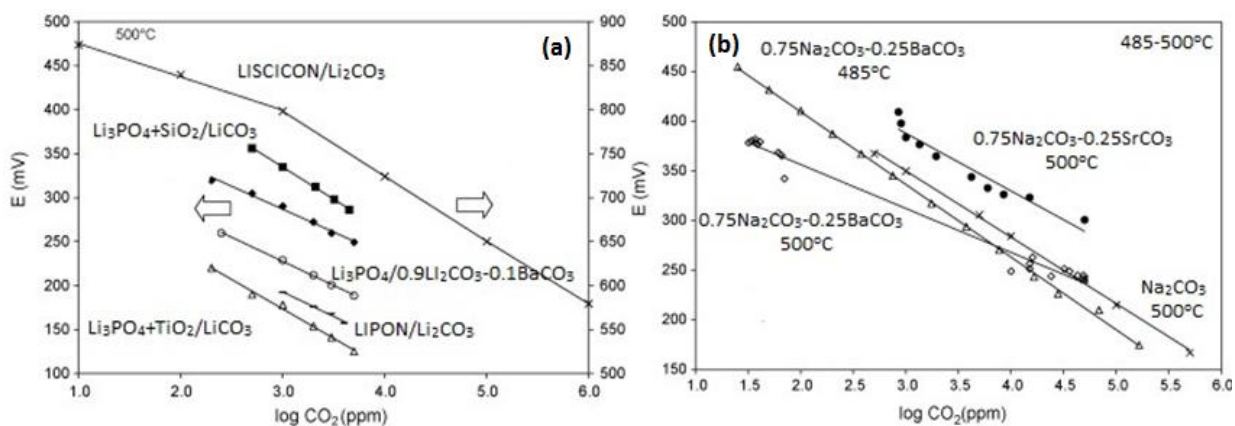 (a)
500°C
LISCICON/Li₂CO₃
Li₃PO₄+SiO₂/LiCO₃
Li₃PO₄/0.9LI₂CO₃-0.1BaCO₃
LIPON/Li₂CO₃
Li₃PO₄+TiO₂/LiCO₃
E (mV)
500
450
400
350
300
250
200
150
100
900
850
800
750
700
650
600
550
500
E (mV)
1.0 2.0 3.0 4.0 5.0 6.0
log CO₂(ppm)
(b)
485-500°C
0.75Na₂CO₃-0.25BaCO₃
485°C
0.75Na₂CO₃-0.25SrCO₃
500°C
0.75Na₂CO₃-0.25BaCO₃
500°C
Na₂CO₃
500°C
E (mV)
500
450
400
350
300
250
200
150
100
1.0 1.5 2.0 2.5 3.0 3.5 4.0 4.5 5.0 5.5 6.0
log CO₂(ppm)